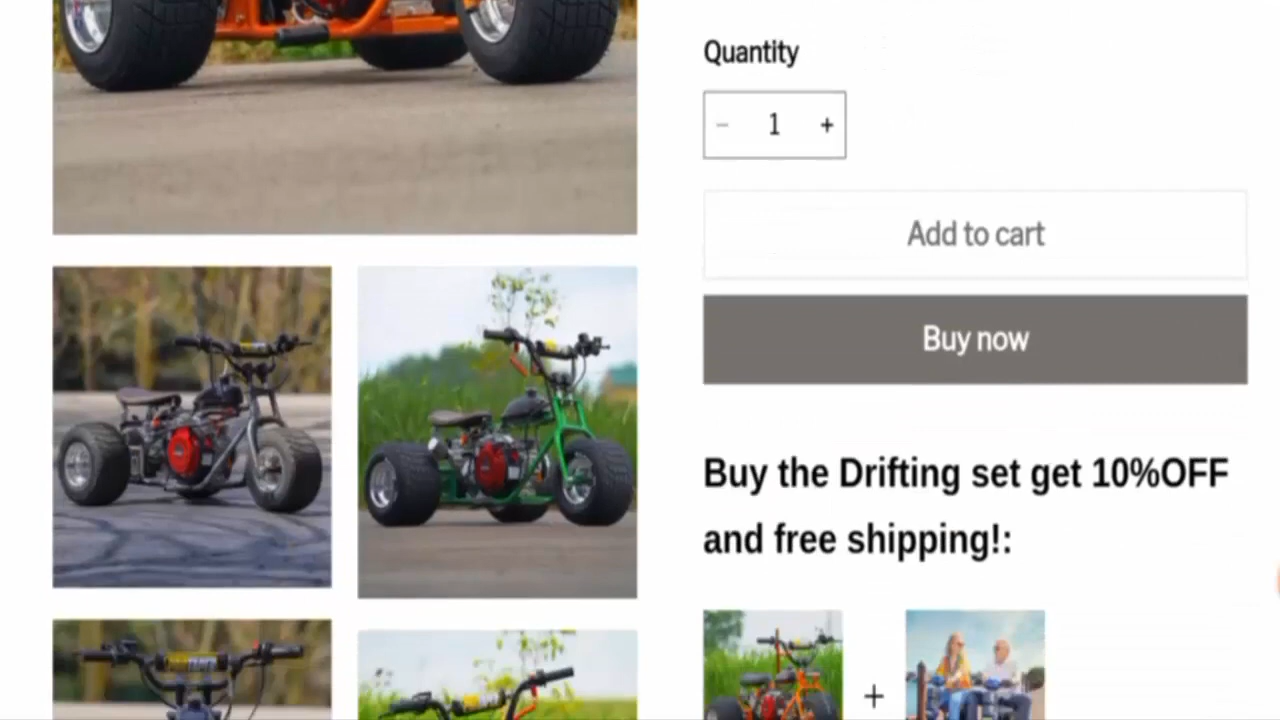 Quantity
− 1 +
Add to cart
Buy now
Buy the Drifting set get 10%OFF
and free shipping!:
+